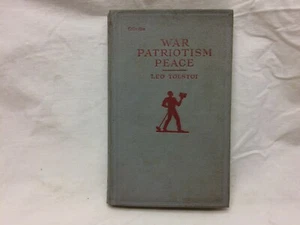 WAR
PATRIOTISM
PEACE
LEO TOLSTOI